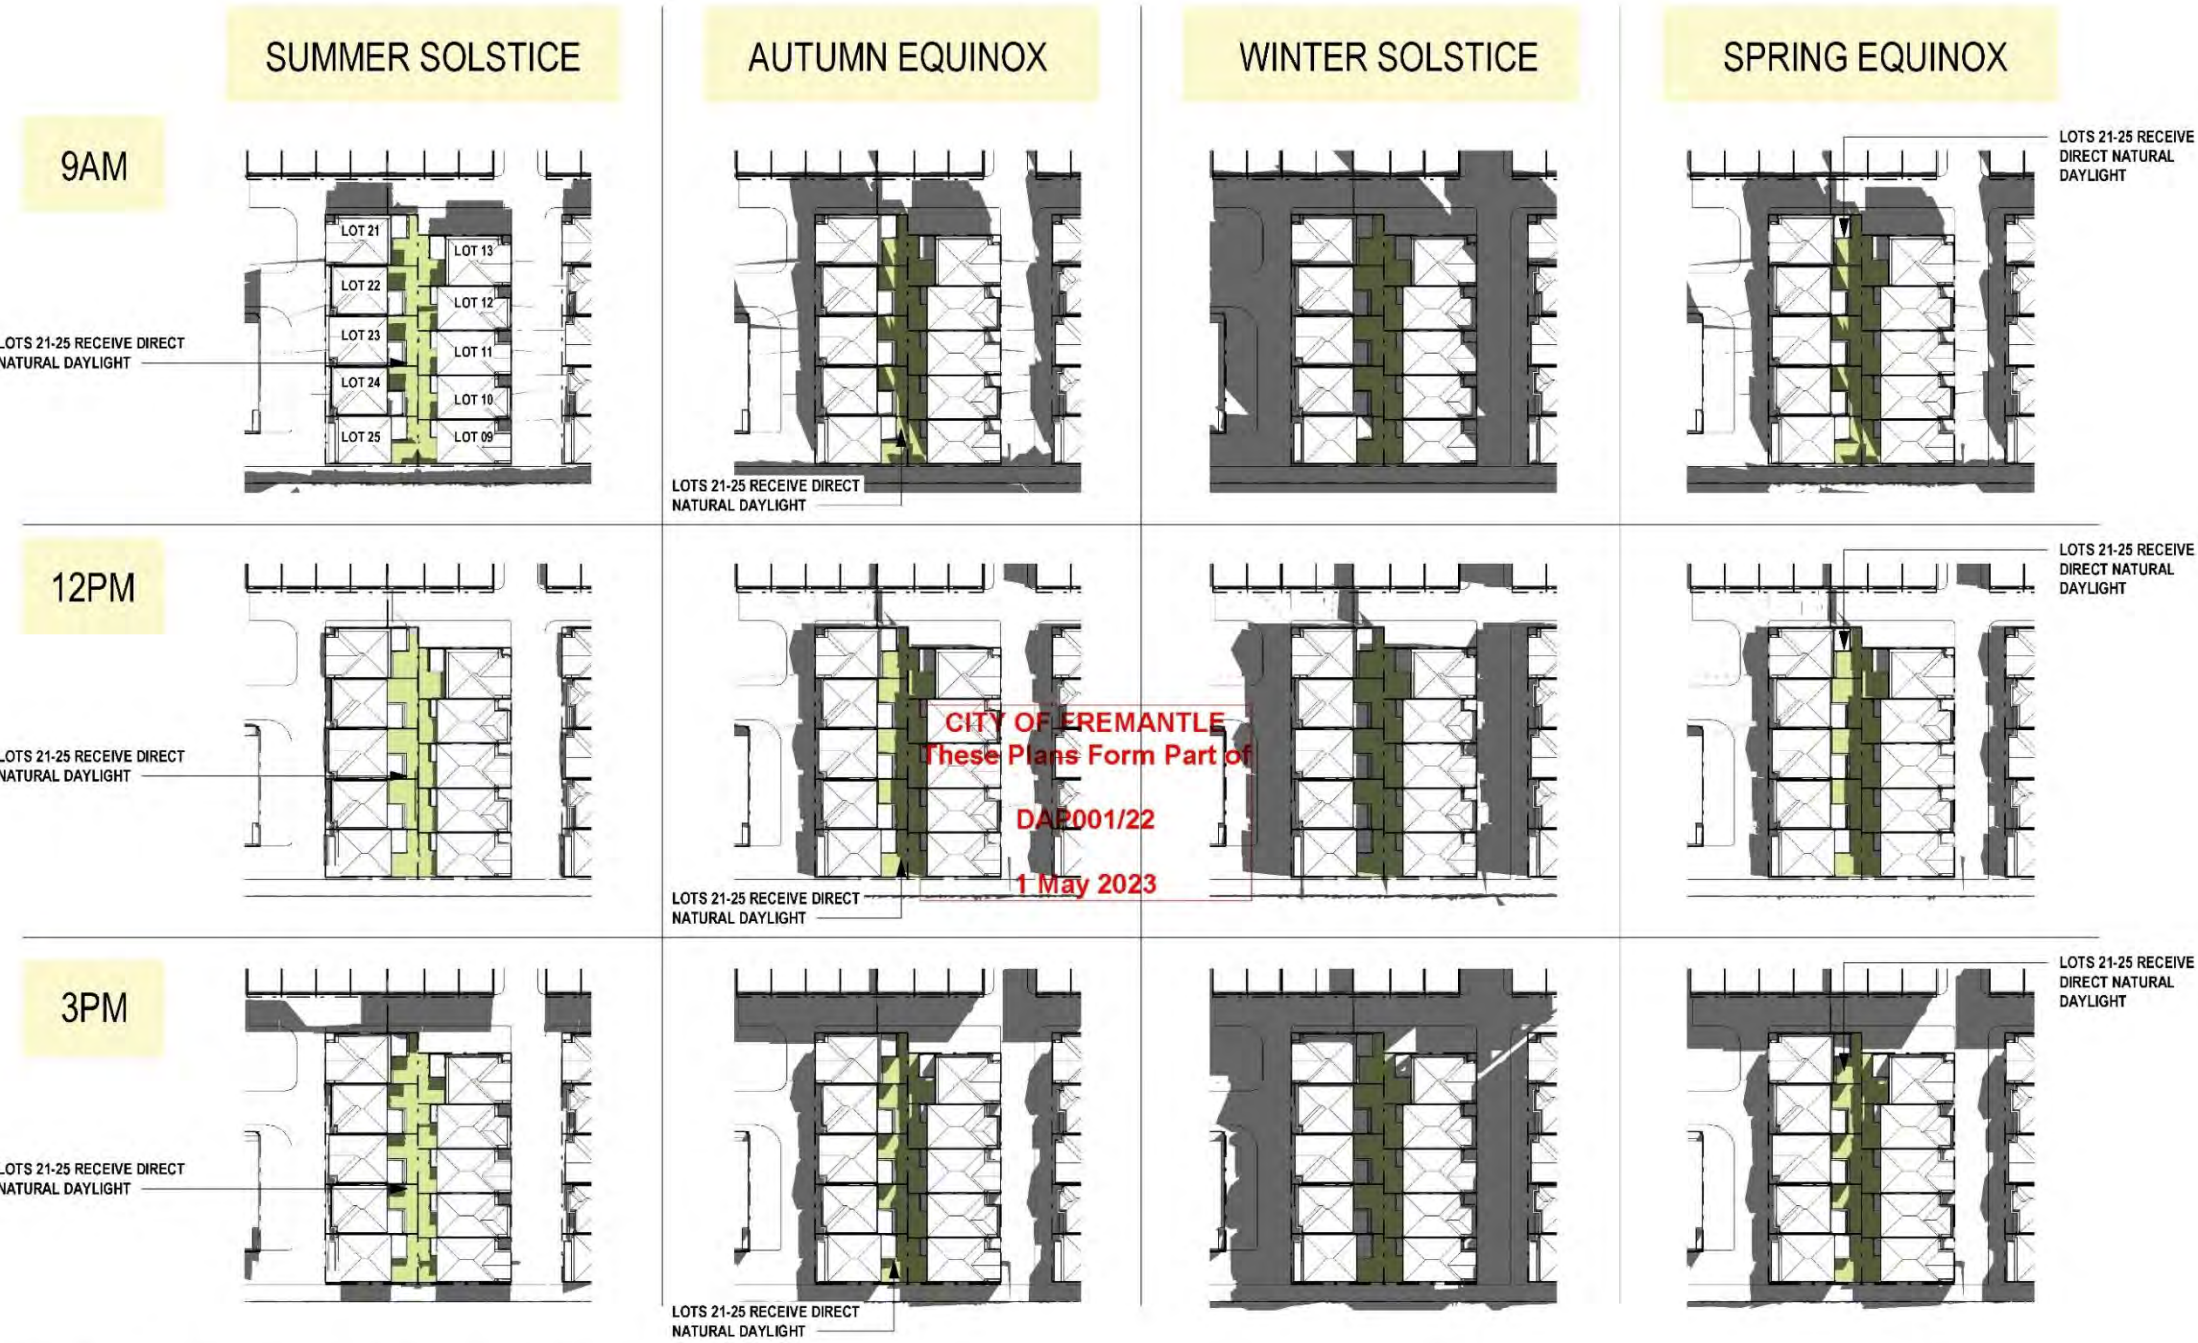 SUMMER SOLSTICE
AUTUMN EQUINOX
WINTER SOLSTICE
SPRING EQUINOX
9AM
LOT 21
LOT 13
LOT 22
LOT 12
LOT 23
LOT 11
LOT 24
LOT 10
LOT 25
LOT 09
LOTS 21-25 RECEIVE DIRECT
NATURAL DAYLIGHT
LOTS 21-25 RECEIVE DIRECT
NATURAL DAYLIGHT
LOTS 21-25 RECEIVE
DIRECT NATURAL
DAYLIGHT
12PM
LOTS 21-25 RECEIVE DIRECT
NATURAL DAYLIGHT
LOTS 21-25 RECEIVE DIRECT
NATURAL DAYLIGHT
CITY OF FREMANTLE
These Plans Form Part of
DAP001/22
1 May 2023
LOTS 21-25 RECEIVE
DIRECT NATURAL
DAYLIGHT
3PM
LOTS 21-25 RECEIVE DIRECT
NATURAL DAYLIGHT
LOTS 21-25 RECEIVE DIRECT
NATURAL DAYLIGHT
LOTS 21-25 RECEIVE
DIRECT NATURAL
DAYLIGHT